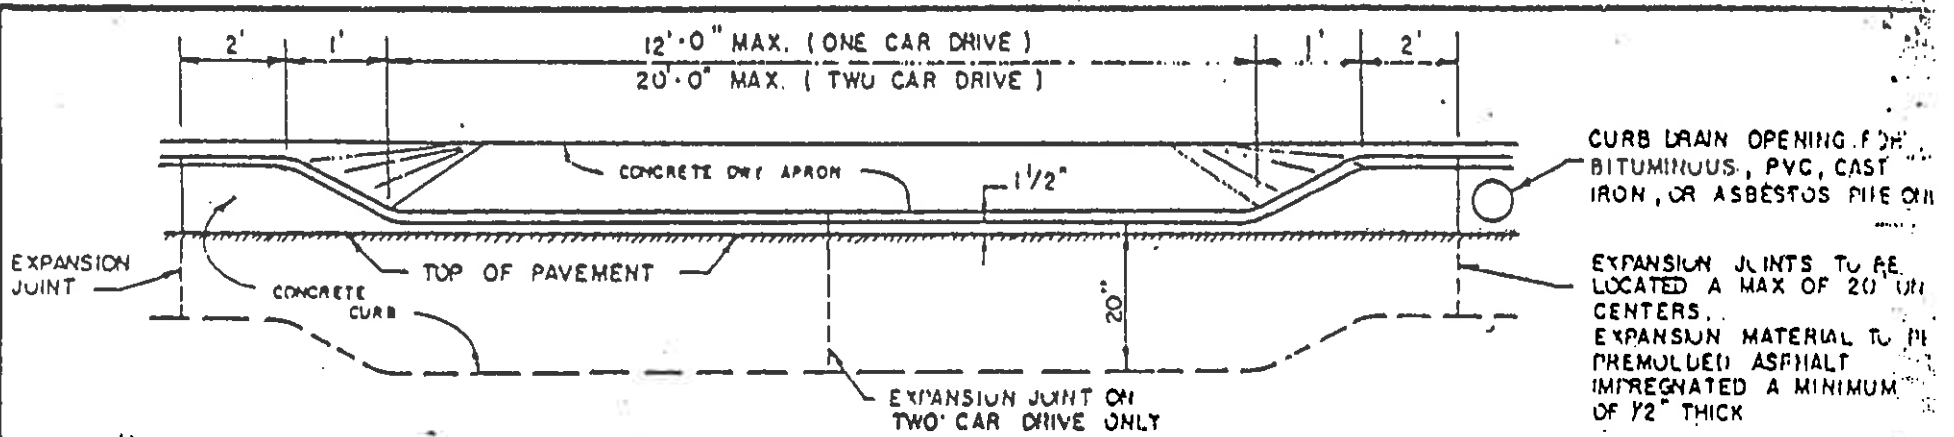 2'
1'
12'-0" MAX. ( ONE CAR DRIVE )
20'-0" MAX. ( TWO CAR DRIVE )
1'
2'
CONCRETE DWY APRON
1 1/2"
CURB DRAIN OPENING FOR
BITUMINOUS, PVC, CAST
IRON, OR ASBESTOS PIPE
EXPANSION
JOINT
TOP OF PAVEMENT
CONCRETE
CURB
20"
EXPANSION JOINT ON
TWO CAR DRIVE ONLY
EXPANSION JOINTS TO BE
LOCATED A MAX OF 20' ON
CENTERS.
EXPANSION MATERIAL TO
PREMOLDED ASPHALT
IMPREGNATED A MINIMUM
OF 1/2" THICK